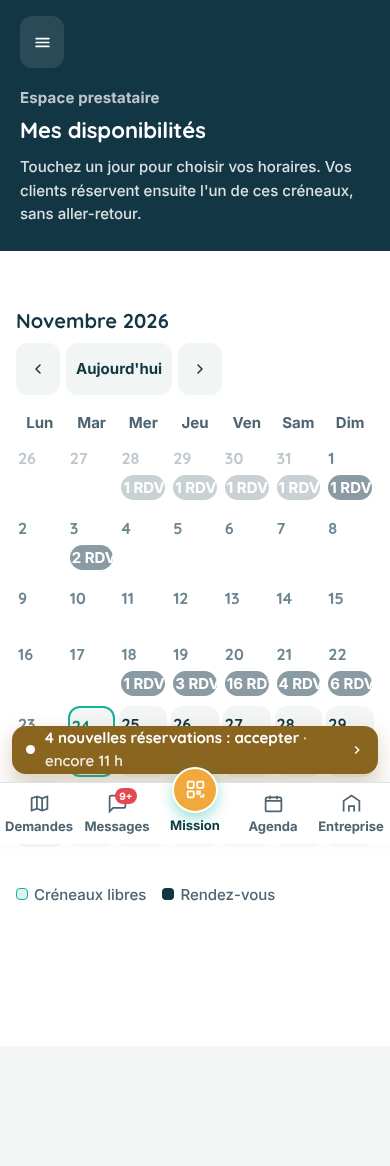 Espace prestataire
Mes disponibilités
Touchez un jour pour choisir vos horaires. Vos
clients réservent ensuite l'un de ces créneaux,
sans aller-retour.
Novembre 2026
Aujourd'hui
Lun Mar Mer Jeu Ven Sam Dim
26 27 28 29 30 31 1
1 RDV 1 RDV 1 RDV 1 RDV 1 RDV
2 3 4 5 6 7 8
2 RDV
9 10 11 12 13 14 15
16 17 18 19 20 21 22
1 RDV 3 RDV 16 RD 4 RDV 6 RDV
23 24 25 26 27 28 29
4 nouvelles réservations : accepter ·
encore 11 h
9+
Demandes Messages Mission Agenda Entreprise
Créneaux libres Rendez-vous